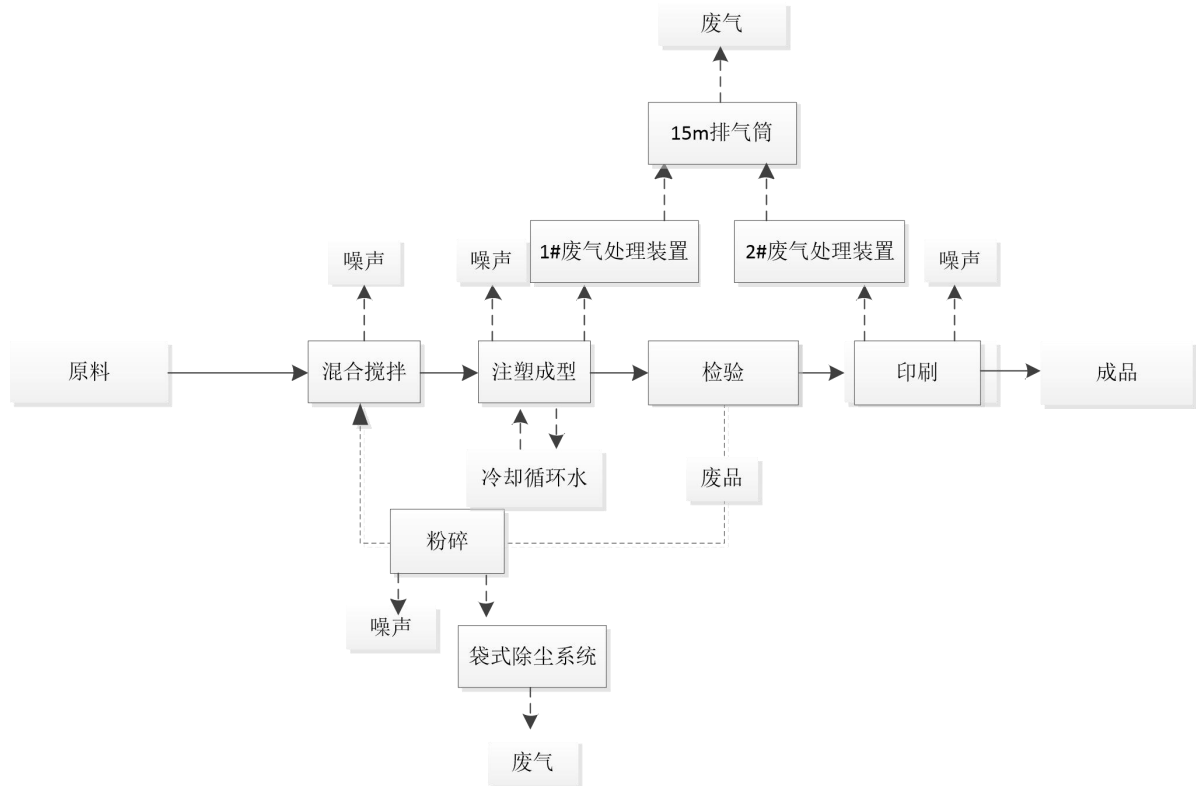 废气
15m排气筒
1#废气处理装置
2#废气处理装置
噪声
噪声
噪声
原料
混合搅拌
注塑成型
检验
印刷
成品
冷却循环水
废品
粉碎
噪声
袋式除尘系统
废气